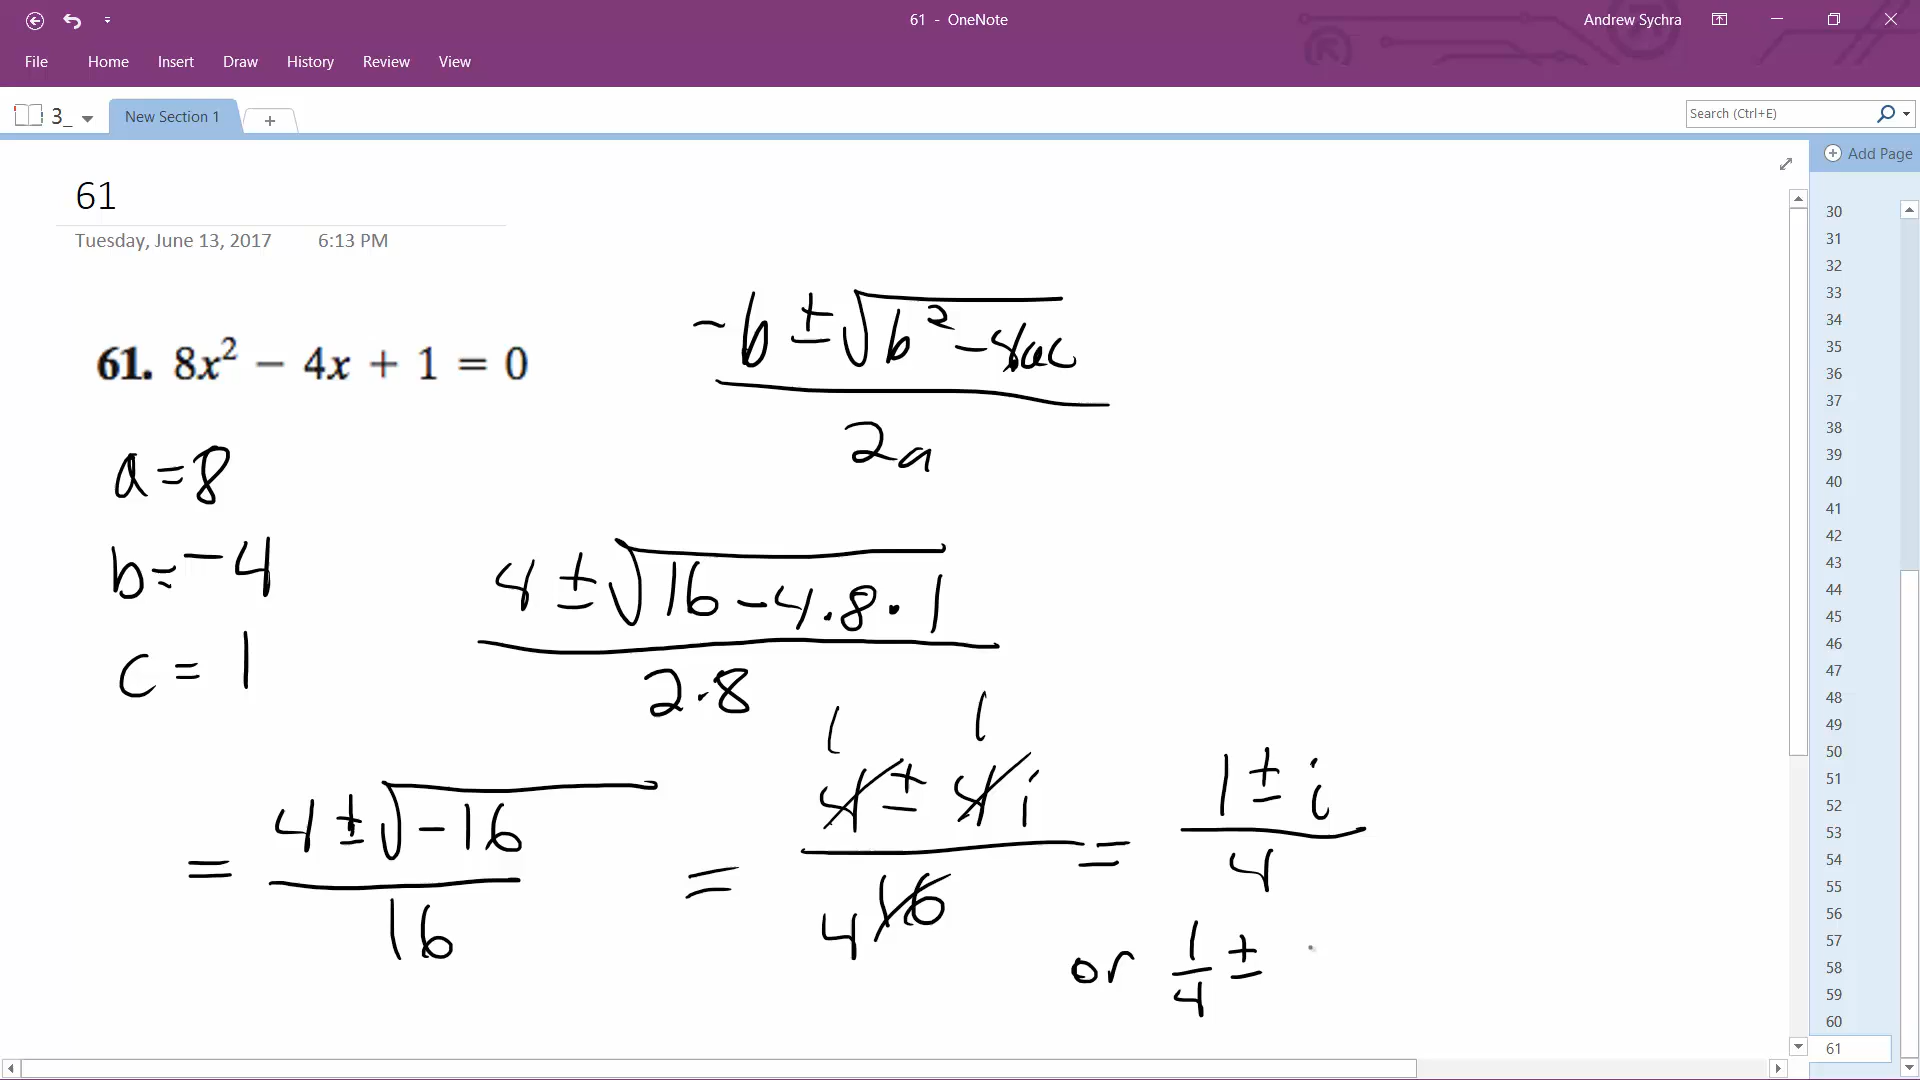 61 - OneNote
Andrew Sychra
File Home Insert Draw History Review View
3_ New Section 1 +
Search (Ctrl+E)
Add Page
61
Tuesday, June 13, 2017 6:13 PM
61. 8x² − 4x + 1 = 0
-b ± √(b² - 4ac)
2a
a = 8
b = -4
c = 1
4 ± √(16 - 4·8·1)
2·8
= 4 ± √-16
16
1 1
= 4 ± 4i
4 16
= 1 ± i
4
or 1/4 ±
30
31
32
33
34
35
36
37
38
39
40
41
42
43
44
45
46
47
48
49
50
51
52
53
54
55
56
57
58
59
60
61